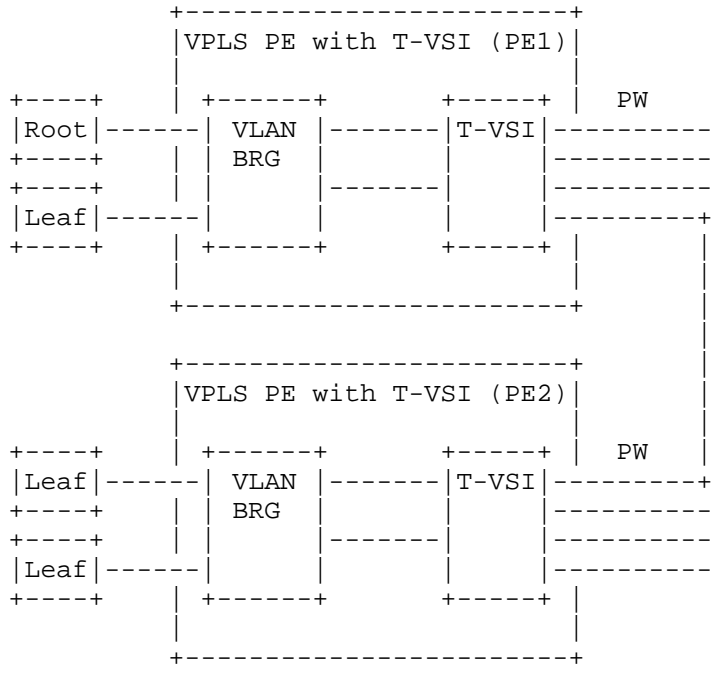 VPLS PE with T-VSI (PE1)
PW
Root VLAN T-VSI
BRG
Leaf
VPLS PE with T-VSI (PE2)
PW
Leaf VLAN T-VSI
BRG
Leaf